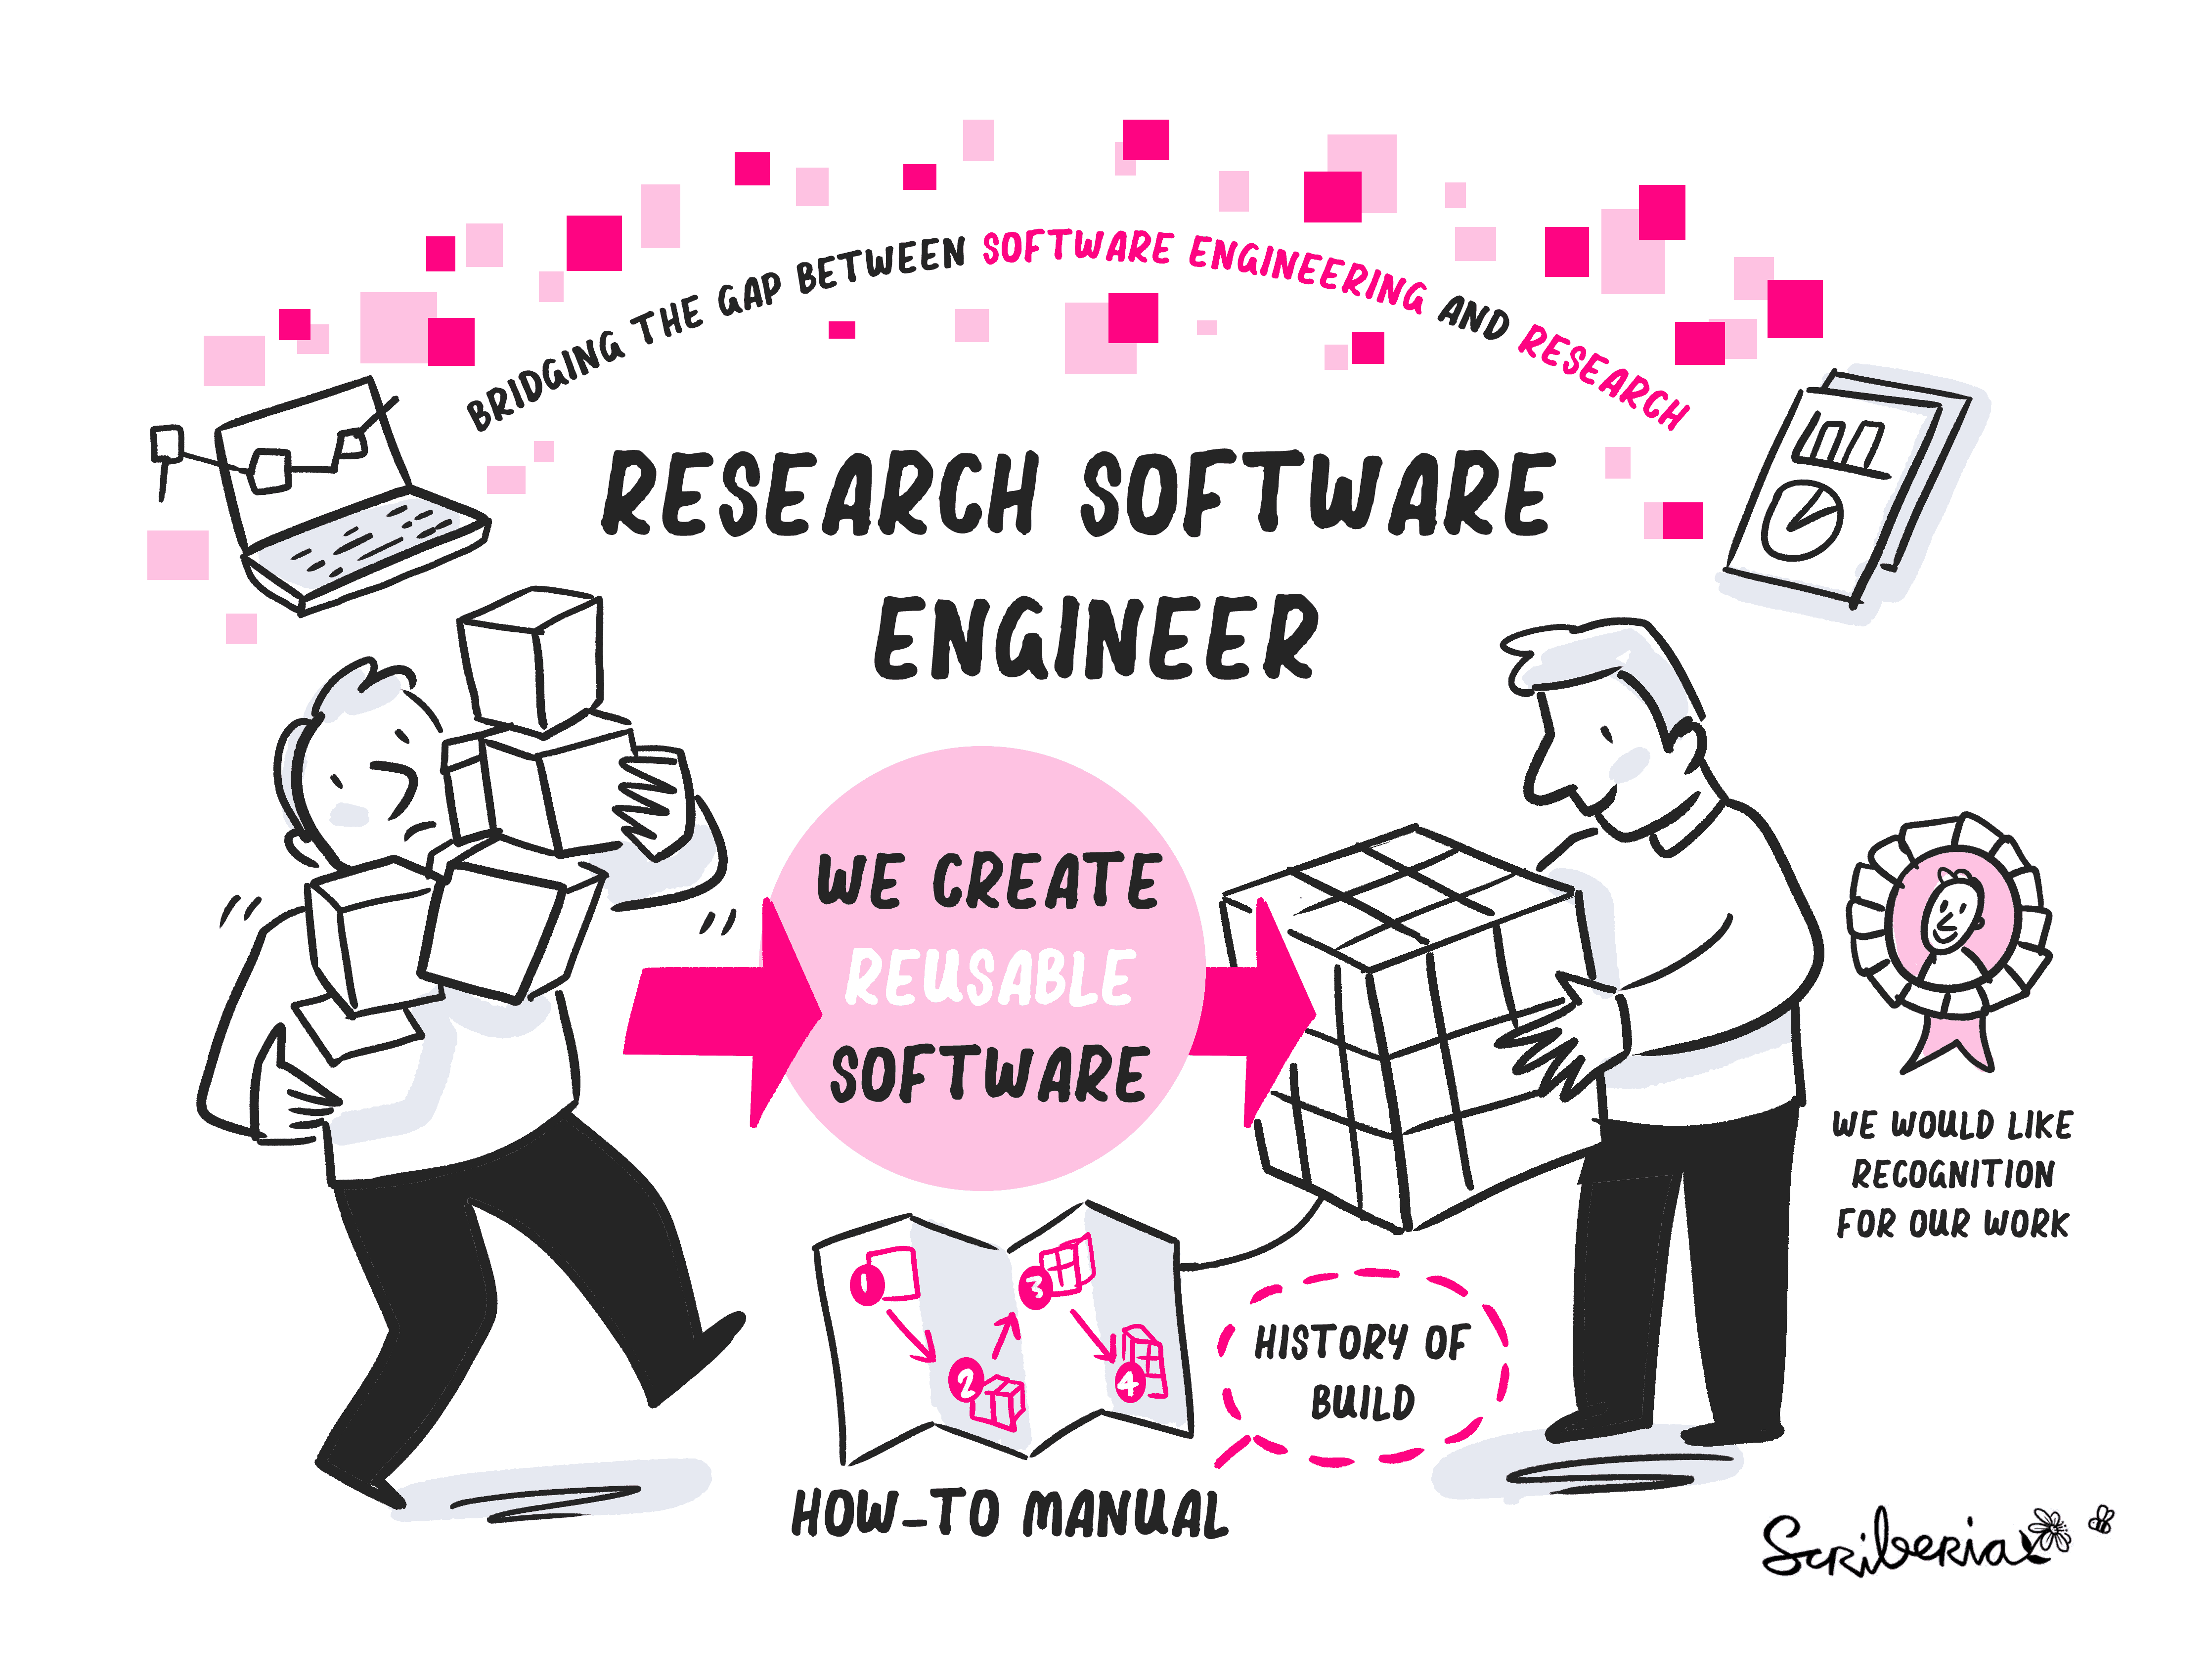 BRIDGING THE GAP BETWEEN SOFTWARE ENGINEERING AND RESEARCH
RESEARCH SOFTWARE
ENGINEER
WE CREATE
REUSABLE
SOFTWARE
WE WOULD LIKE
RECOGNITION
FOR OUR WORK
1
3
2
4
HISTORY OF
BUILD
HOW-TO MANUAL
Scriberia